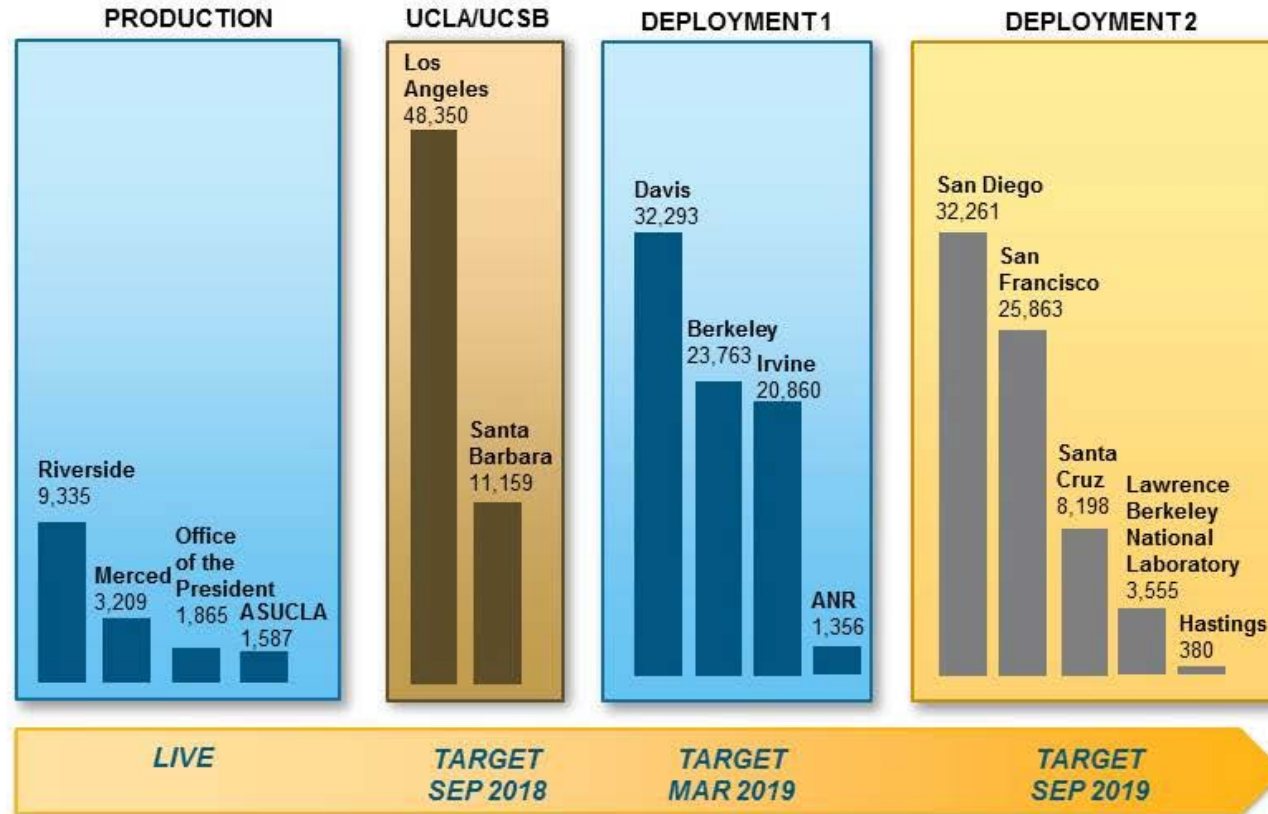 PRODUCTION
Riverside
9,335
Merced
3,209
Office
of the
President
1,865
ASUCLA
1,587
UCLA/UCSB
Los
Angeles
48,350
Santa
Barbara
11,159
DEPLOYMENT 1
Davis
32,293
Berkeley
23,763
Irvine
20,860
ANR
1,356
DEPLOYMENT 2
San Diego
32,261
San
Francisco
25,863
Santa
Cruz
8,198
Lawrence
Berkeley
National
Laboratory
3,555
Hastings
380
LIVE
TARGET
SEP 2018
TARGET
MAR 2019
TARGET
SEP 2019